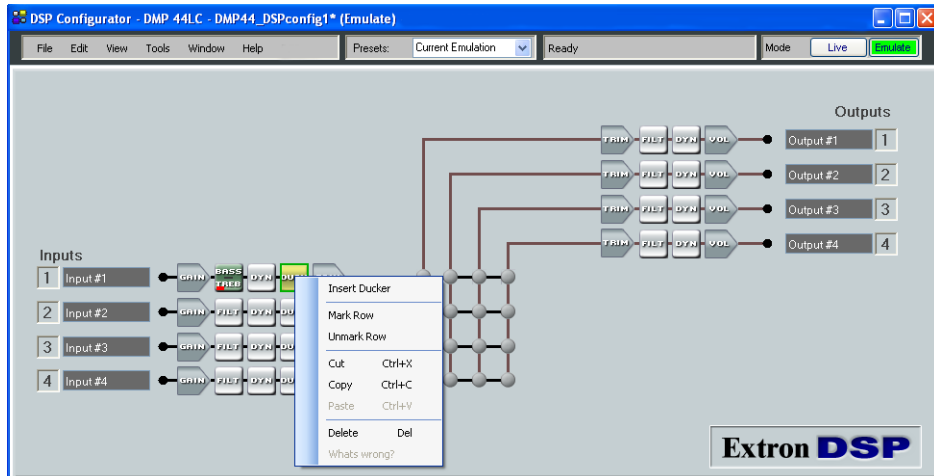 DSP Configurator - DMP 44LC - DMP44_DSPconfig1* (Emulate)
File Edit View Tools Window Help Presets: Current Emulation Ready Mode Live Emulate
Outputs
TRIM FILT DYN VOL Output #1 1
TRIM FILT DYN VOL Output #2 2
TRIM FILT DYN VOL Output #3 3
TRIM FILT DYN VOL Output #4 4
Inputs
1 Input #1 GAIN BASS TREB DYN
2 Input #2 GAIN FILT DYN
3 Input #3 GAIN FILT DYN
4 Input #4 GAIN FILT DYN
Insert Ducker
Mark Row
Unmark Row
Cut Ctrl+X
Copy Ctrl+C
Paste Ctrl+V
Delete Del
Whats wrong?
Extron DSP